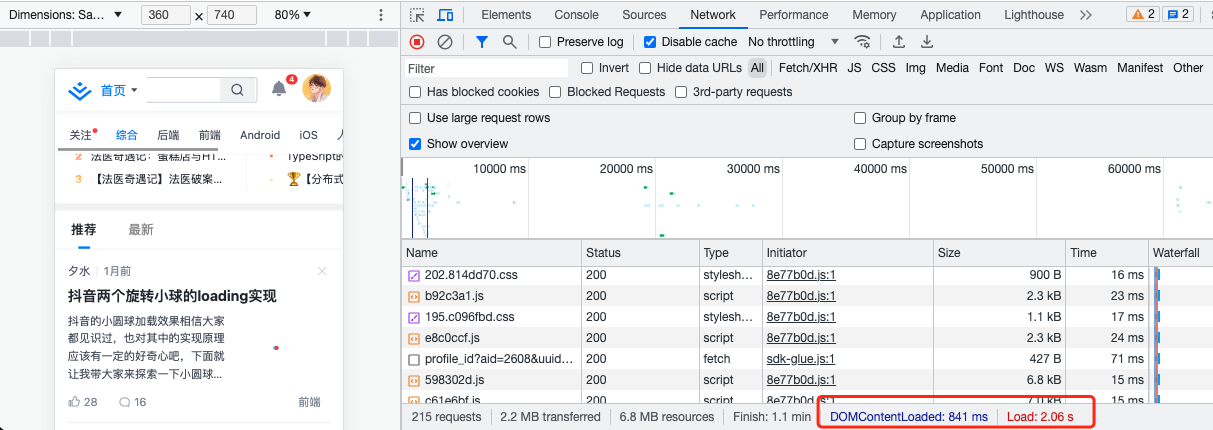 Dimensions: Sa... 360 × 740 80%
Elements Console Sources Network Performance Memory Application Lighthouse 2 2
Preserve log Disable cache No throttling
Filter Invert Hide data URLs All Fetch/XHR JS CSS Img Media Font Doc WS Wasm Manifest Other
Has blocked cookies Blocked Requests 3rd-party requests
Use large request rows Group by frame
Show overview Capture screenshots
10000 ms 20000 ms 30000 ms 40000 ms 50000 ms 60000 ms
Name Status Type Initiator Size Time Waterfall
202.814dd70.css 200 stylesh... 8e77b0d.js:1 900 B 16 ms
b92c3a1.js 200 script 8e77b0d.js:1 2.3 kB 23 ms
195.c096fbd.css 200 stylesh... 8e77b0d.js:1 1.1 kB 17 ms
e8c0ccf.js 200 script 8e77b0d.js:1 2.3 kB 24 ms
profile_id?aid=2608&uuid... 200 fetch sdk-glue.js:1 427 B 71 ms
598302d.js 200 script 8e77b0d.js:1 6.8 kB 15 ms
c61e6bf.js 200 script 8e77b0d.js:1 7.0 kB 15 ms
215 requests 2.2 MB transferred 6.8 MB resources Finish: 1.1 min DOMContentLoaded: 841 ms Load: 2.06 s
首页 4
关注 综合 后端 前端 Android iOS
2 法医奇遇记：蛋糕店与HT... TypeSript的
3 【法医奇遇记】法医破案... 【分布式
推荐 最新
夕水 1月前
抖音两个旋转小球的loading实现
抖音的小圆球加载效果相信大家
都见识过，也对其中的实现原理
应该有一定的好奇心吧，下面就
让我带大家来探索一下小圆球...
28 16 前端